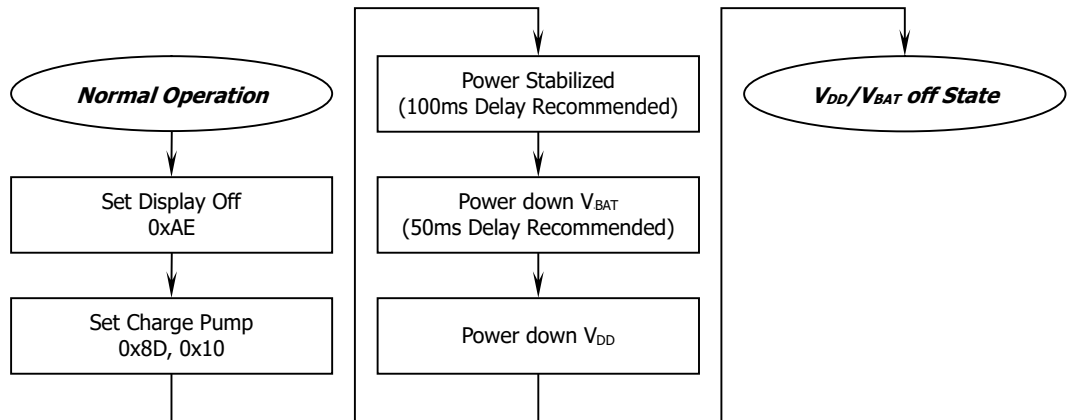 Normal Operation
Set Display Off
0xAE
Set Charge Pump
0x8D, 0x10
Power Stabilized
(100ms Delay Recommended)
Power down VBAT
(50ms Delay Recommended)
Power down VDD
VDD/VBAT off State